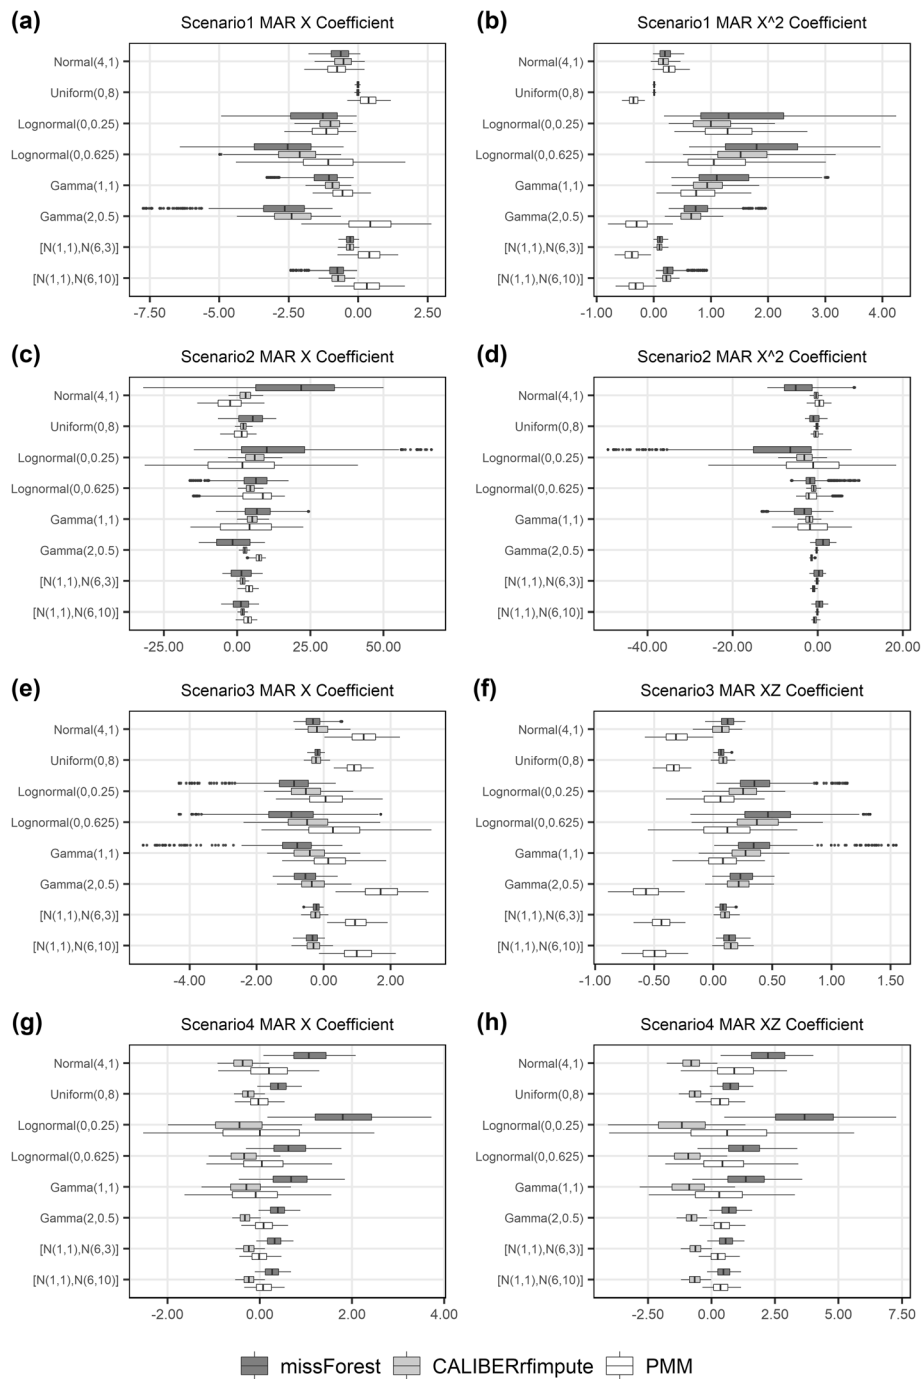 (a) Scenario1 MAR X Coefficient
Normal(4,1)
Uniform(0,8)
Lognormal(0,0.25)
Lognormal(0,0.625)
Gamma(1,1)
Gamma(2,0.5)
[N(1,1),N(6,3)]
[N(1,1),N(6,10)]
-7.50 -5.00 -2.50 0.00 2.50
(b) Scenario1 MAR X^2 Coefficient
Normal(4,1)
Uniform(0,8)
Lognormal(0,0.25)
Lognormal(0,0.625)
Gamma(1,1)
Gamma(2,0.5)
[N(1,1),N(6,3)]
[N(1,1),N(6,10)]
-1.00 0.00 1.00 2.00 3.00 4.00
(c) Scenario2 MAR X Coefficient
Normal(4,1)
Uniform(0,8)
Lognormal(0,0.25)
Lognormal(0,0.625)
Gamma(1,1)
Gamma(2,0.5)
[N(1,1),N(6,3)]
[N(1,1),N(6,10)]
-25.00 0.00 25.00 50.00
(d) Scenario2 MAR X^2 Coefficient
Normal(4,1)
Uniform(0,8)
Lognormal(0,0.25)
Lognormal(0,0.625)
Gamma(1,1)
Gamma(2,0.5)
[N(1,1),N(6,3)]
[N(1,1),N(6,10)]
-40.00 -20.00 -0.00 20.00
(e) Scenario3 MAR X Coefficient
Normal(4,1)
Uniform(0,8)
Lognormal(0,0.25)
Lognormal(0,0.625)
Gamma(1,1)
Gamma(2,0.5)
[N(1,1),N(6,3)]
[N(1,1),N(6,10)]
-4.00 -2.00 0.00 2.00
(f) Scenario3 MAR XZ Coefficient
Normal(4,1)
Uniform(0,8)
Lognormal(0,0.25)
Lognormal(0,0.625)
Gamma(1,1)
Gamma(2,0.5)
[N(1,1),N(6,3)]
[N(1,1),N(6,10)]
-1.00 -0.50 0.00 0.50 1.00 1.50
(g) Scenario4 MAR X Coefficient
Normal(4,1)
Uniform(0,8)
Lognormal(0,0.25)
Lognormal(0,0.625)
Gamma(1,1)
Gamma(2,0.5)
[N(1,1),N(6,3)]
[N(1,1),N(6,10)]
-2.00 0.00 2.00 4.00
(h) Scenario4 MAR XZ Coefficient
Normal(4,1)
Uniform(0,8)
Lognormal(0,0.25)
Lognormal(0,0.625)
Gamma(1,1)
Gamma(2,0.5)
[N(1,1),N(6,3)]
[N(1,1),N(6,10)]
-2.50 0.00 2.50 5.00 7.50
missForest CALIBERrfimpute PMM